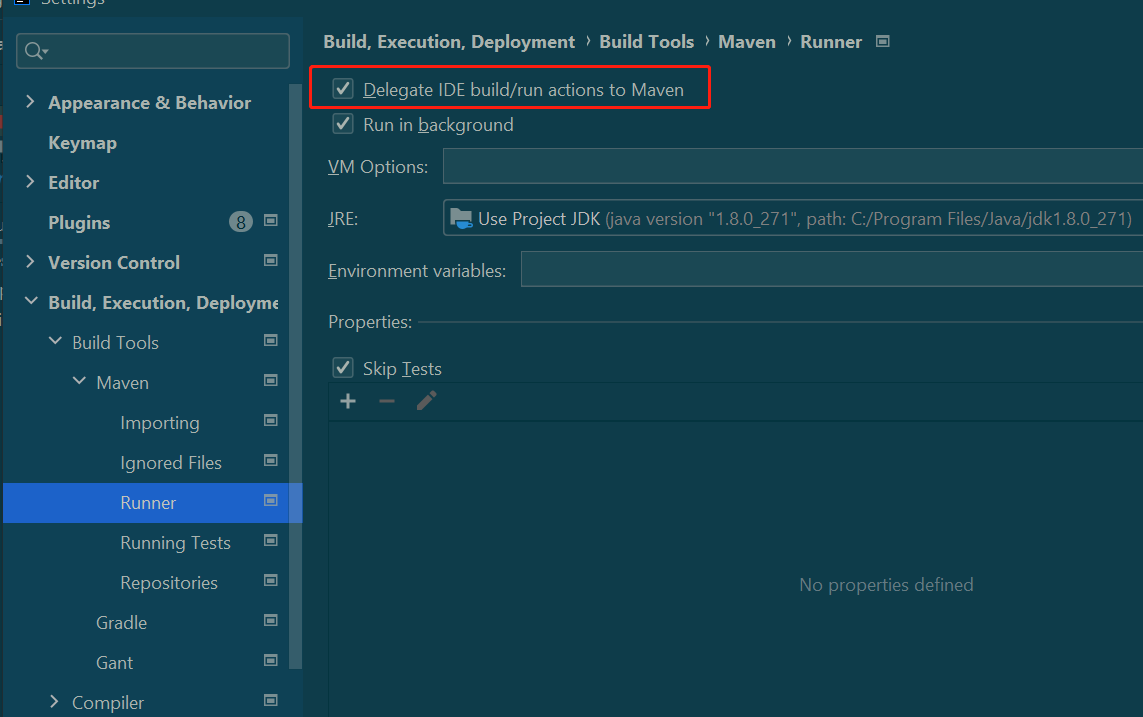 Settings
Build, Execution, Deployment › Build Tools › Maven › Runner
Appearance & Behavior
Keymap
Editor
Plugins 8
Version Control
Build, Execution, Deployme
Build Tools
Maven
Importing
Ignored Files
Runner
Running Tests
Repositories
Gradle
Gant
Compiler
Delegate IDE build/run actions to Maven
Run in background
VM Options:
JRE: Use Project JDK (java version "1.8.0_271", path: C:/Program Files/Java/jdk1.8.0_271)
Environment variables:
Properties:
Skip Tests
No properties defined